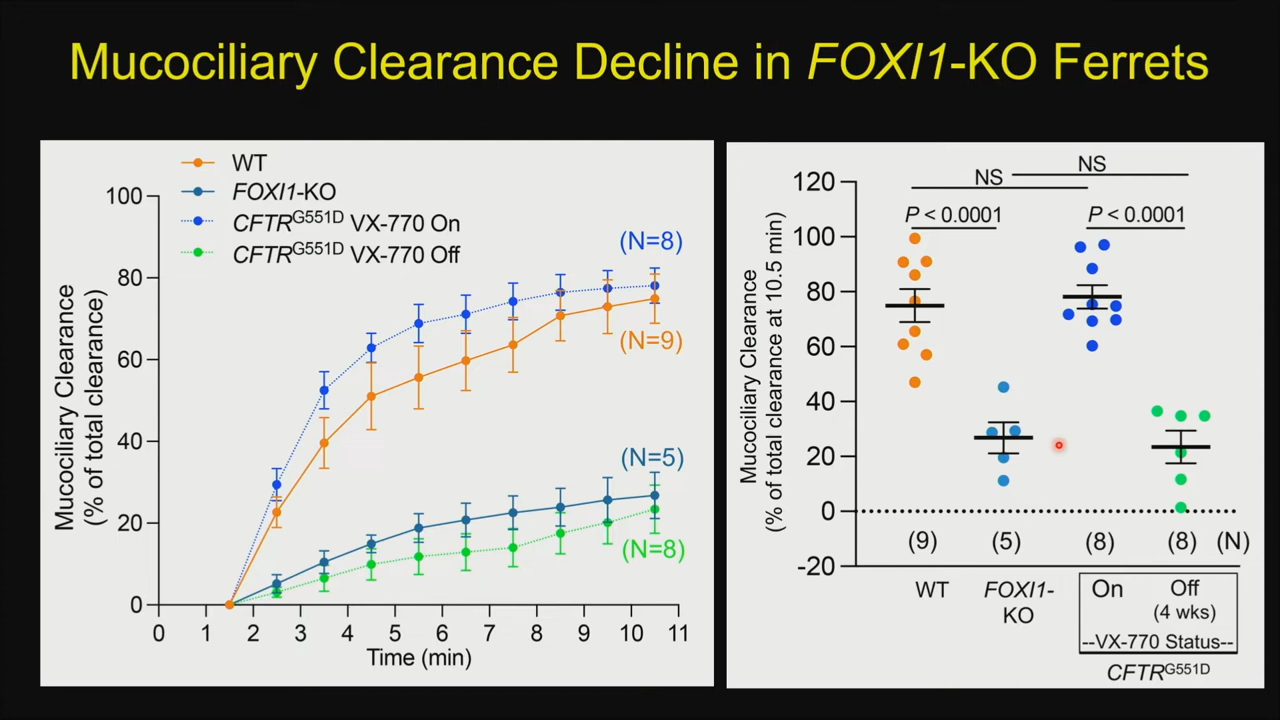 Mucociliary Clearance Decline in FOXI1-KO Ferrets
WT
FOXI1-KO
CFTRG551D VX-770 On
CFTRG551D VX-770 Off
Mucociliary Clearance
(% of total clearance)
100
80
60
40
20
0
(N=8)
(N=9)
(N=5)
(N=8)
0 1 2 3 4 5 6 7 8 9 10 11
Time (min)
Mucociliary Clearance
(% of total clearance at 10.5 min)
120
100
80
60
40
20
0
-20
NS
NS
P < 0.0001
P < 0.0001
(9) (5) (8) (8) (N)
WT
FOXI1-
KO
On
Off
(4 wks)
--VX-770 Status--
CFTRG551D